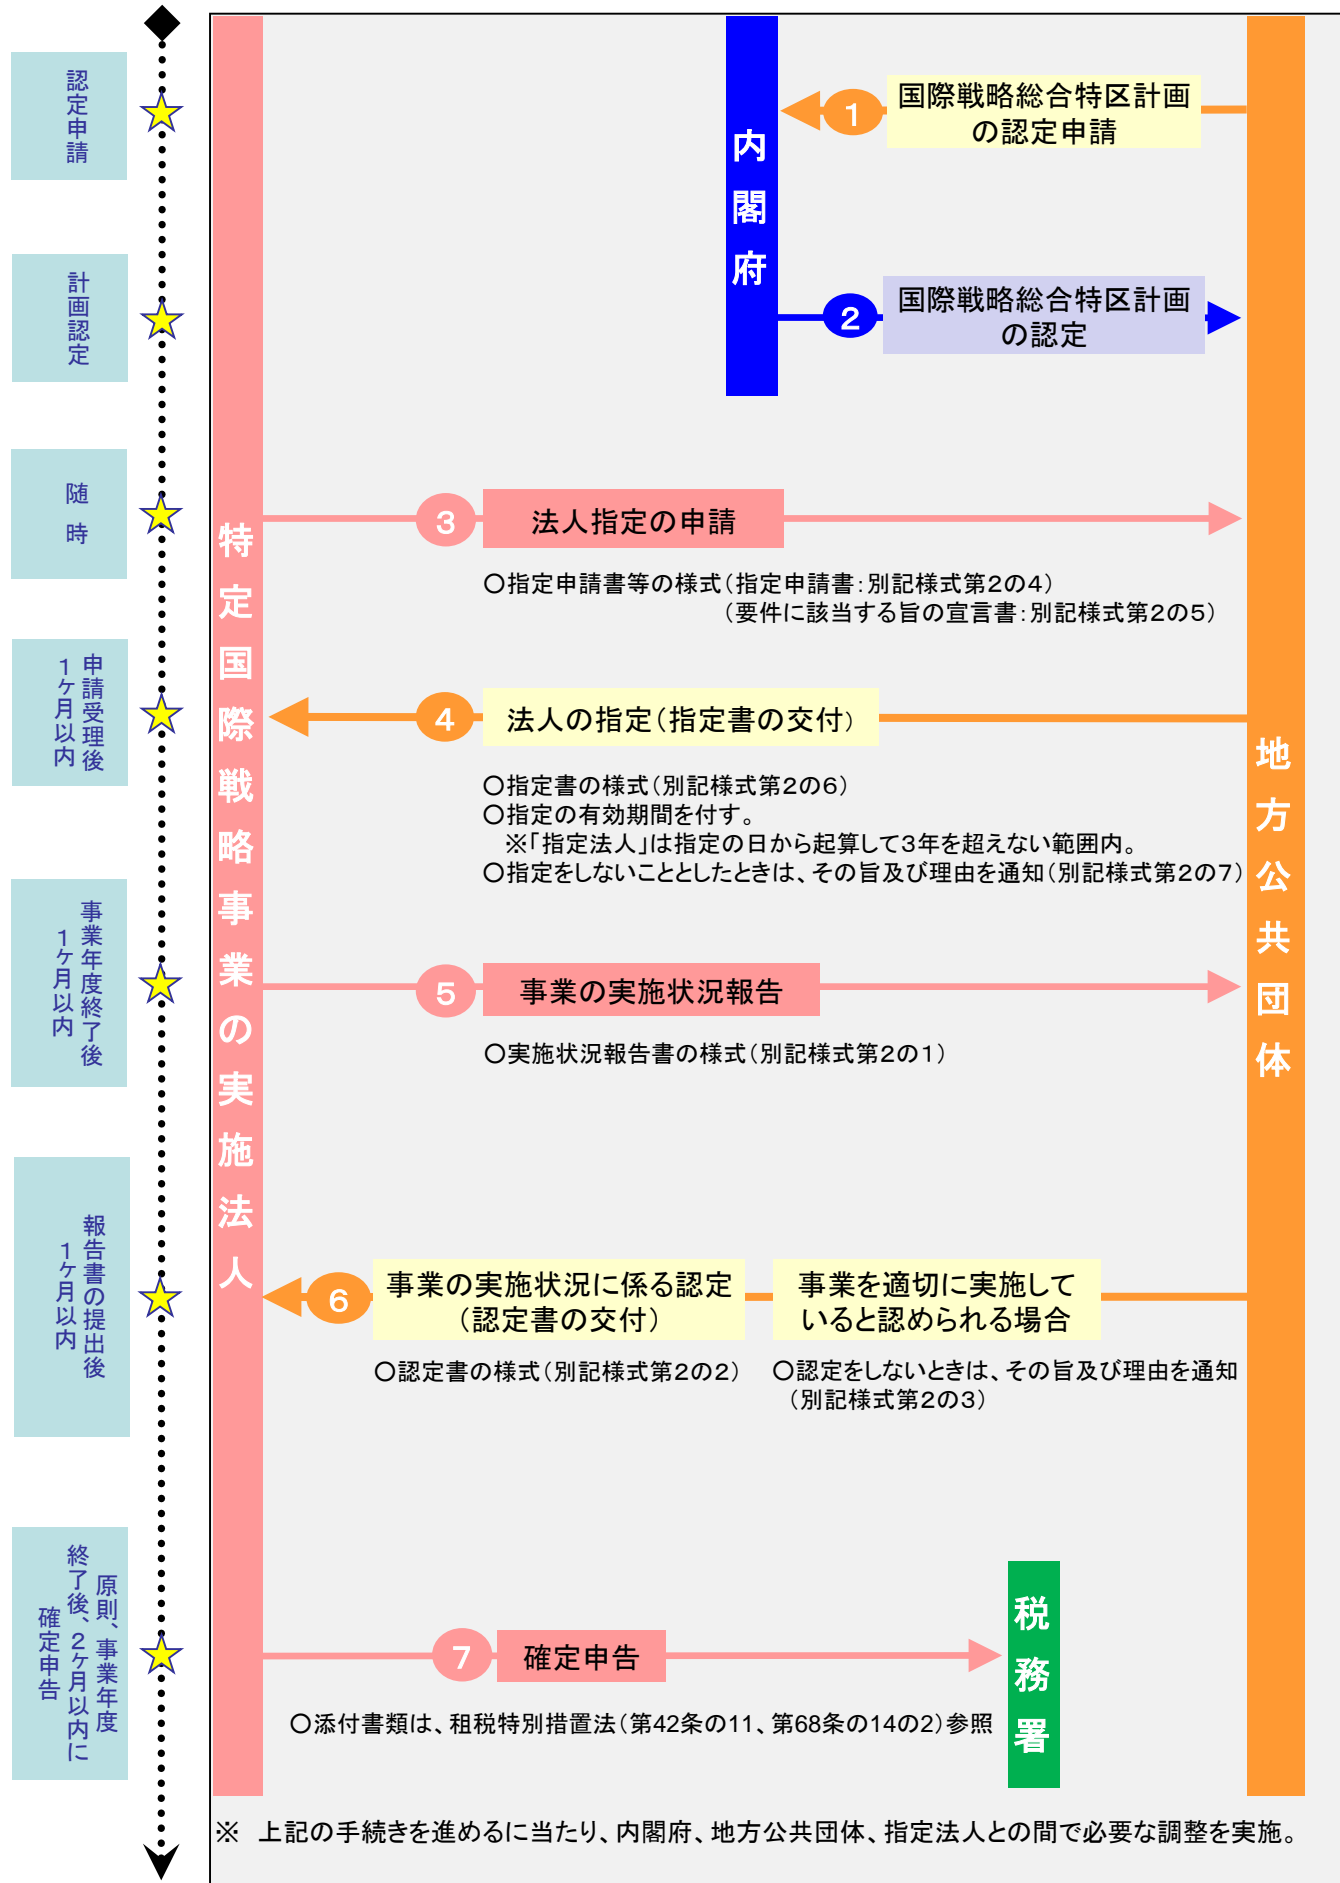 認定申請
1
国際戦略総合特区計画
の認定申請
内閣府
計画認定
2
国際戦略総合特区計画
の認定
随時
特定国際戦略事業の実施法人
地方公共団体
3
法人指定の申請
○指定申請書等の様式（指定申請書：別記様式第２の４）
（要件に該当する旨の宣言書：別記様式第２の５）
申請受理後
１ヶ月以内
4
法人の指定（指定書の交付）
○指定書の様式（別記様式第２の６）
○指定の有効期間を付す。
※「指定法人」は指定の日から起算して３年を超えない範囲内。
○指定をしないこととしたときは、その旨及び理由を通知（別記様式第２の７）
事業年度終了後
１ヶ月以内
5
事業の実施状況報告
○実施状況報告書の様式（別記様式第２の１）
報告書の提出後
１ヶ月以内
6
事業の実施状況に係る認定
（認定書の交付）
事業を適切に実施して
いると認められる場合
○認定書の様式（別記様式第２の２）
○認定をしないときは、その旨及び理由を通知
（別記様式第２の３）
原則、事業年度
終了後、２ヶ月以内に
確定申告
7
確定申告
税務署
○添付書類は、租税特別措置法（第42条の11、第68条の14の2）参照
※　上記の手続きを進めるに当たり、内閣府、地方公共団体、指定法人との間で必要な調整を実施。